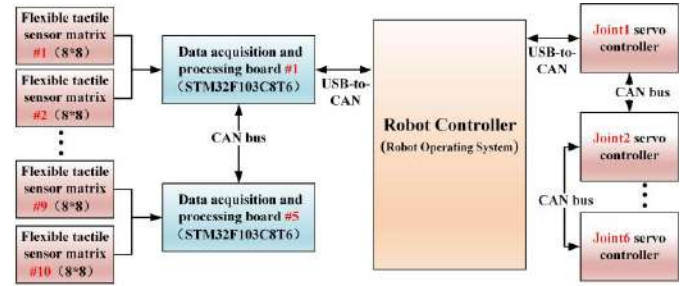 Flexible tactile
sensor matrix
#1 (8*8)
Flexible tactile
sensor matrix
#2 (8*8)
Flexible tactile
sensor matrix
#9 (8*8)
Flexible tactile
sensor matrix
#10 (8*8)
Data acquisition and
processing board #1
(STM32F103C8T6)
CAN bus
Data acquisition and
processing board #5
(STM32F103C8T6)
USB-to-
CAN
Robot Controller
(Robot Operating System)
USB-to-
CAN
Joint1 servo
controller
CAN bus
Joint2 servo
controller
CAN bus
Joint6 servo
controller